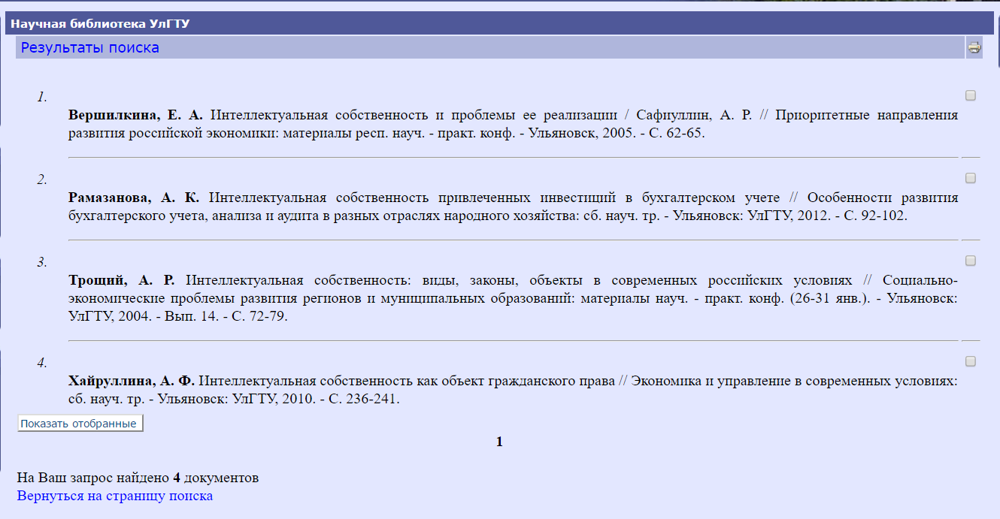 Научная библиотека УлГТУ
Результаты поиска
1.
Вершилкина, Е. А. Интеллектуальная собственность и проблемы ее реализации / Сафиуллин, А. Р. // Приоритетные направления
развития российской экономики: материалы респ. науч. - практ. конф. - Ульяновск, 2005. - С. 62-65.
2.
Рамазанова, А. К. Интеллектуальная собственность привлеченных инвестиций в бухгалтерском учете // Особенности развития
бухгалтерского учета, анализа и аудита в разных отраслях народного хозяйства: сб. науч. тр. - Ульяновск: УлГТУ, 2012. - С. 92-102.
3.
Трощий, А. Р. Интеллектуальная собственность: виды, законы, объекты в современных российских условиях // Социально-
экономические проблемы развития регионов и муниципальных образований: материалы науч. - практ. конф. (26-31 янв.). - Ульяновск:
УлГТУ, 2004. - Вып. 14. - С. 72-79.
4.
Хайруллина, А. Ф. Интеллектуальная собственность как объект гражданского права // Экономика и управление в современных условиях:
сб. науч. тр. - Ульяновск: УлГТУ, 2010. - С. 236-241.
Показать отобранные
1
На Ваш запрос найдено 4 документов
Вернуться на страницу поиска